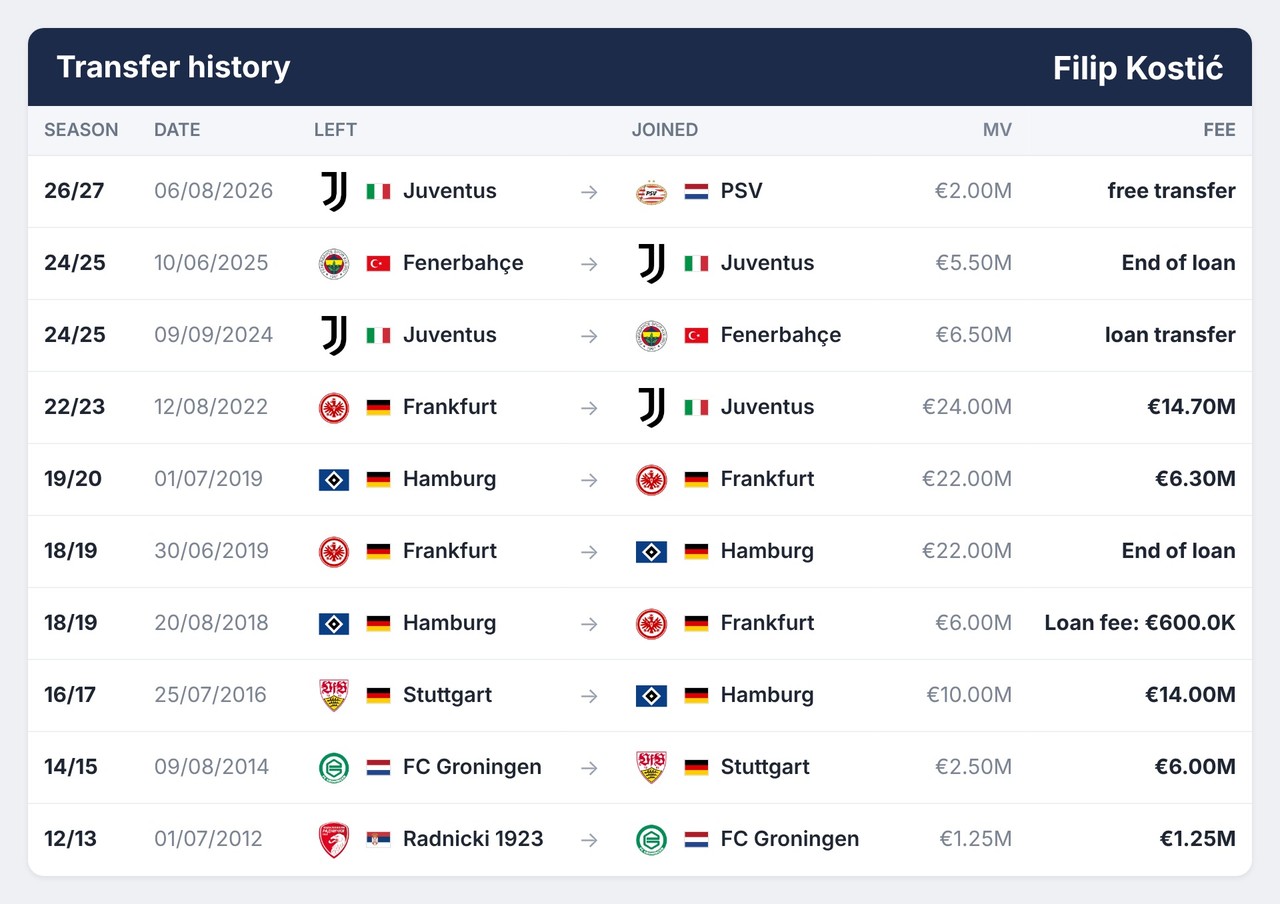 Transfer history Filip Kostić
SEASON DATE LEFT JOINED MV FEE
26/27 06/08/2026 Juventus → PSV PSV €2.00M free transfer
24/25 10/06/2025 Fenerbahçe → Juventus €5.50M End of loan
24/25 09/09/2024 Juventus → Fenerbahçe €6.50M loan transfer
22/23 12/08/2022 Frankfurt → Juventus €24.00M €14.70M
19/20 01/07/2019 Hamburg → Frankfurt €22.00M €6.30M
18/19 30/06/2019 Frankfurt → Hamburg €22.00M End of loan
18/19 20/08/2018 Hamburg → Frankfurt €6.00M Loan fee: €600.0K
16/17 25/07/2016 VfB Stuttgart → Hamburg €10.00M €14.00M
14/15 09/08/2014 FC Groningen → VfB Stuttgart €2.50M €6.00M
12/13 01/07/2012 Radnicki 1923 → FC Groningen €1.25M €1.25M